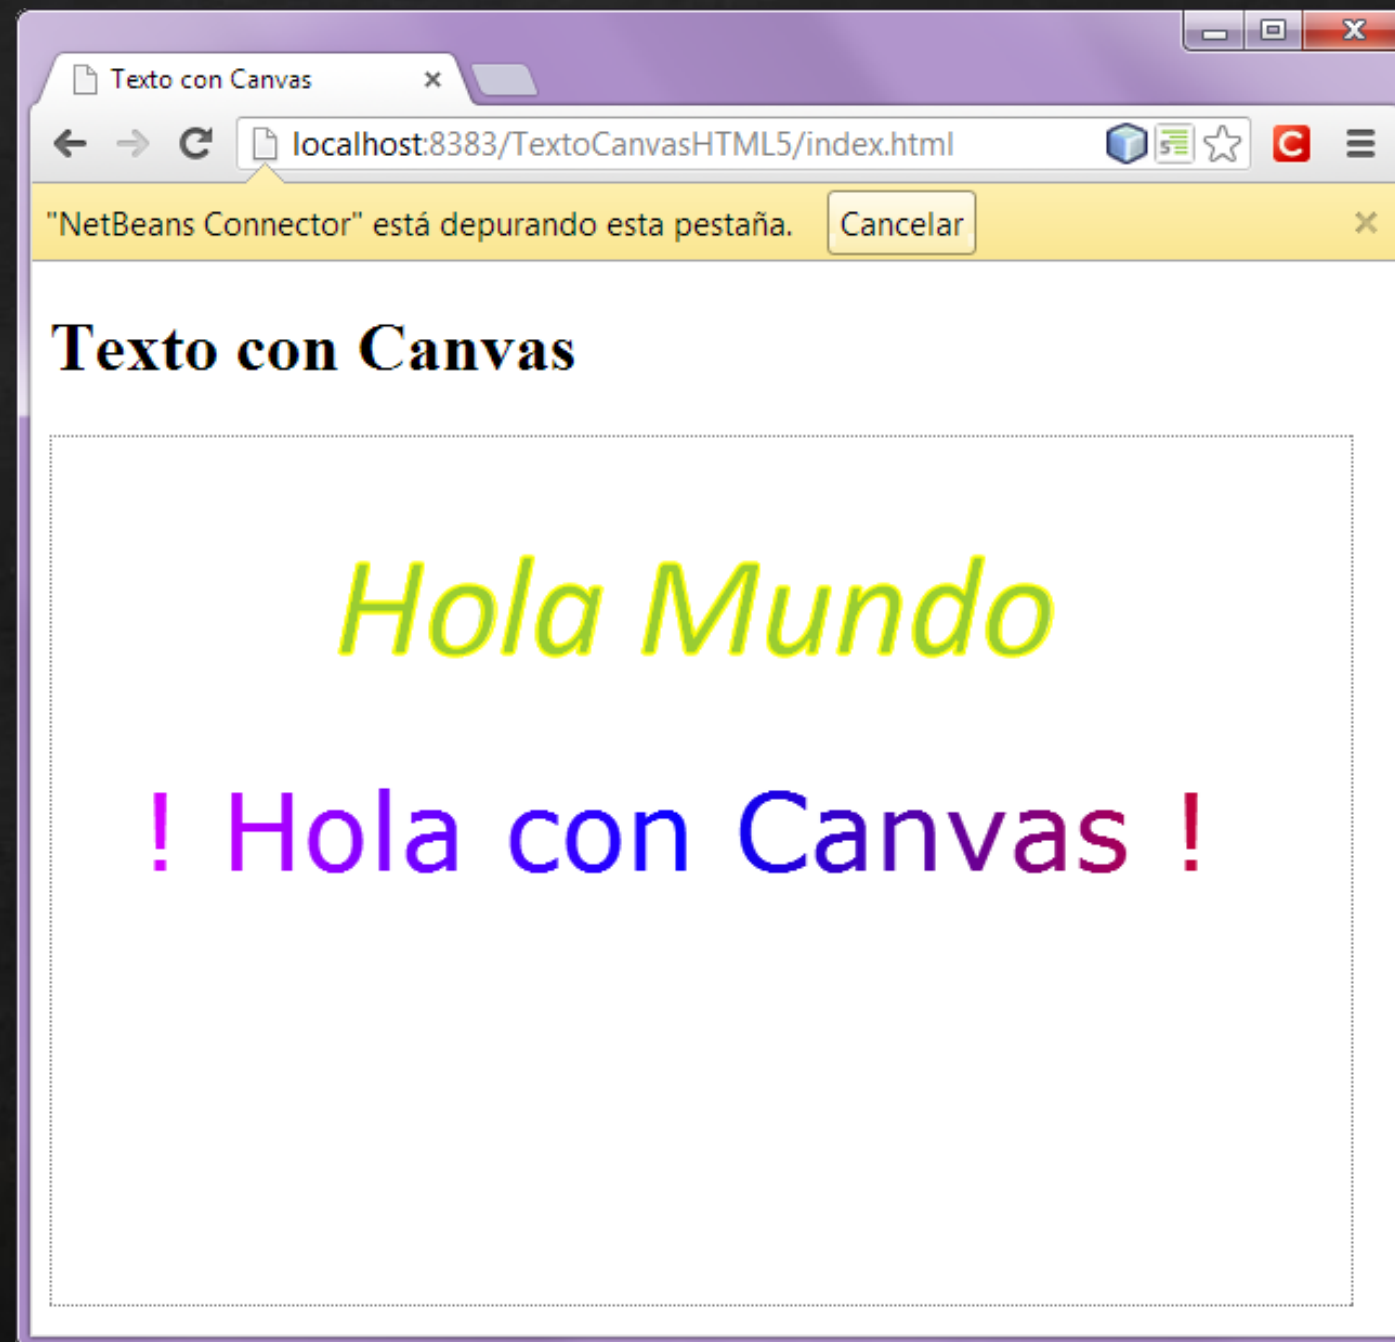 Texto con Canvas
localhost:8383/TextoCanvasHTML5/index.html
"NetBeans Connector" está depurando esta pestaña. Cancelar
Texto con Canvas
Hola Mundo
! Hola con Canvas !